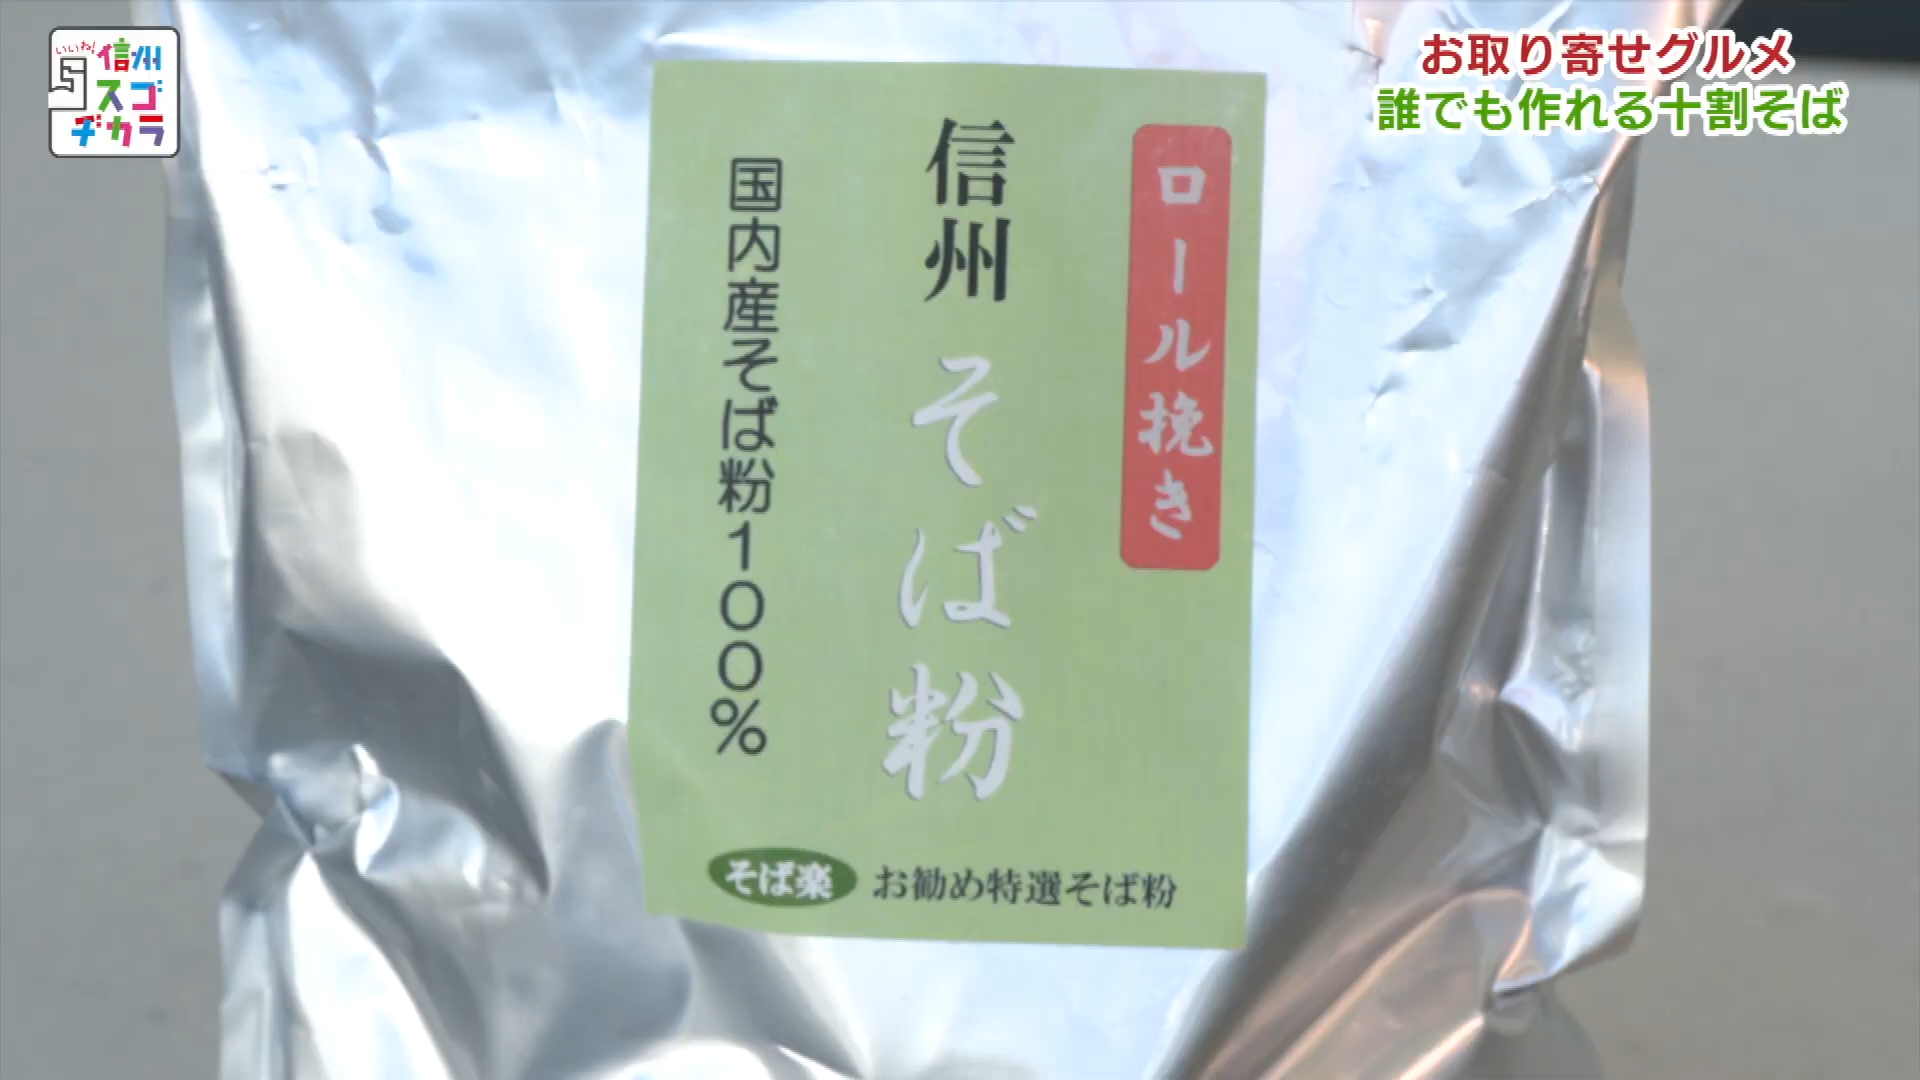 いいね!
信州
スゴ
ヂカラ
お取り寄せグルメ
誰でも作れる十割そば
ロール挽き
信州そば粉
国内産そば粉100%
そば楽
お勧め特選そば粉